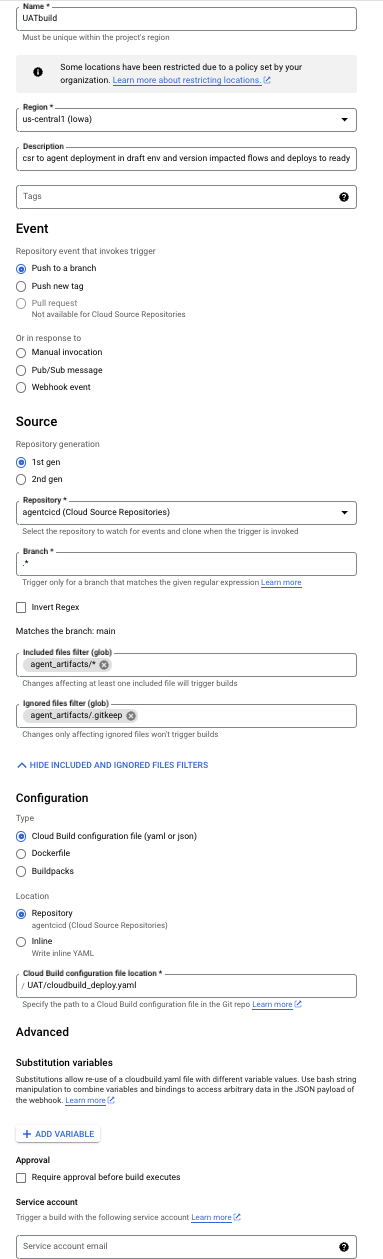 Name *
UATbuild
Must be unique within the project's region
Some locations have been restricted due to a policy set by your
organization. Learn more about restricting locations.
Region *
us-central1 (Iowa)
Description
csr to agent deployment in draft env and version impacted flows and deploys to ready
Tags
Event
Repository event that invokes trigger
Push to a branch
Push new tag
Pull request
Not available for Cloud Source Repositories
Or in response to
Manual invocation
Pub/Sub message
Webhook event
Source
Repository generation
1st gen
2nd gen
Repository *
agentcicd (Cloud Source Repositories)
Select the repository to watch for events and clone when the trigger is invoked
Branch *
.*
Trigger only for a branch that matches the given regular expression Learn more
Invert Regex
Matches the branch: main
Included files filter (glob)
agent_artifacts/*
Changes affecting at least one included file will trigger builds
Ignored files filter (glob)
agent_artifacts/.gitkeep
Changes only affecting ignored files won't trigger builds
HIDE INCLUDED AND IGNORED FILES FILTERS
Configuration
Type
Cloud Build configuration file (yaml or json)
Dockerfile
Buildpacks
Location
Repository
agentcicd (Cloud Source Repositories)
Inline
Write inline YAML
Cloud Build configuration file location *
/ UAT/cloudbuild_deploy.yaml
Specify the path to a Cloud Build configuration file in the Git repo Learn more
Advanced
Substitution variables
Substitutions allow re-use of a cloudbuild.yaml file with different variable values. Use bash string
manipulation to combine variables and bindings to access arbitrary data in the JSON payload of
the webhook. Learn more
+ ADD VARIABLE
Approval
Require approval before build executes
Service account
Trigger a build with the following service account Learn more
Service account email